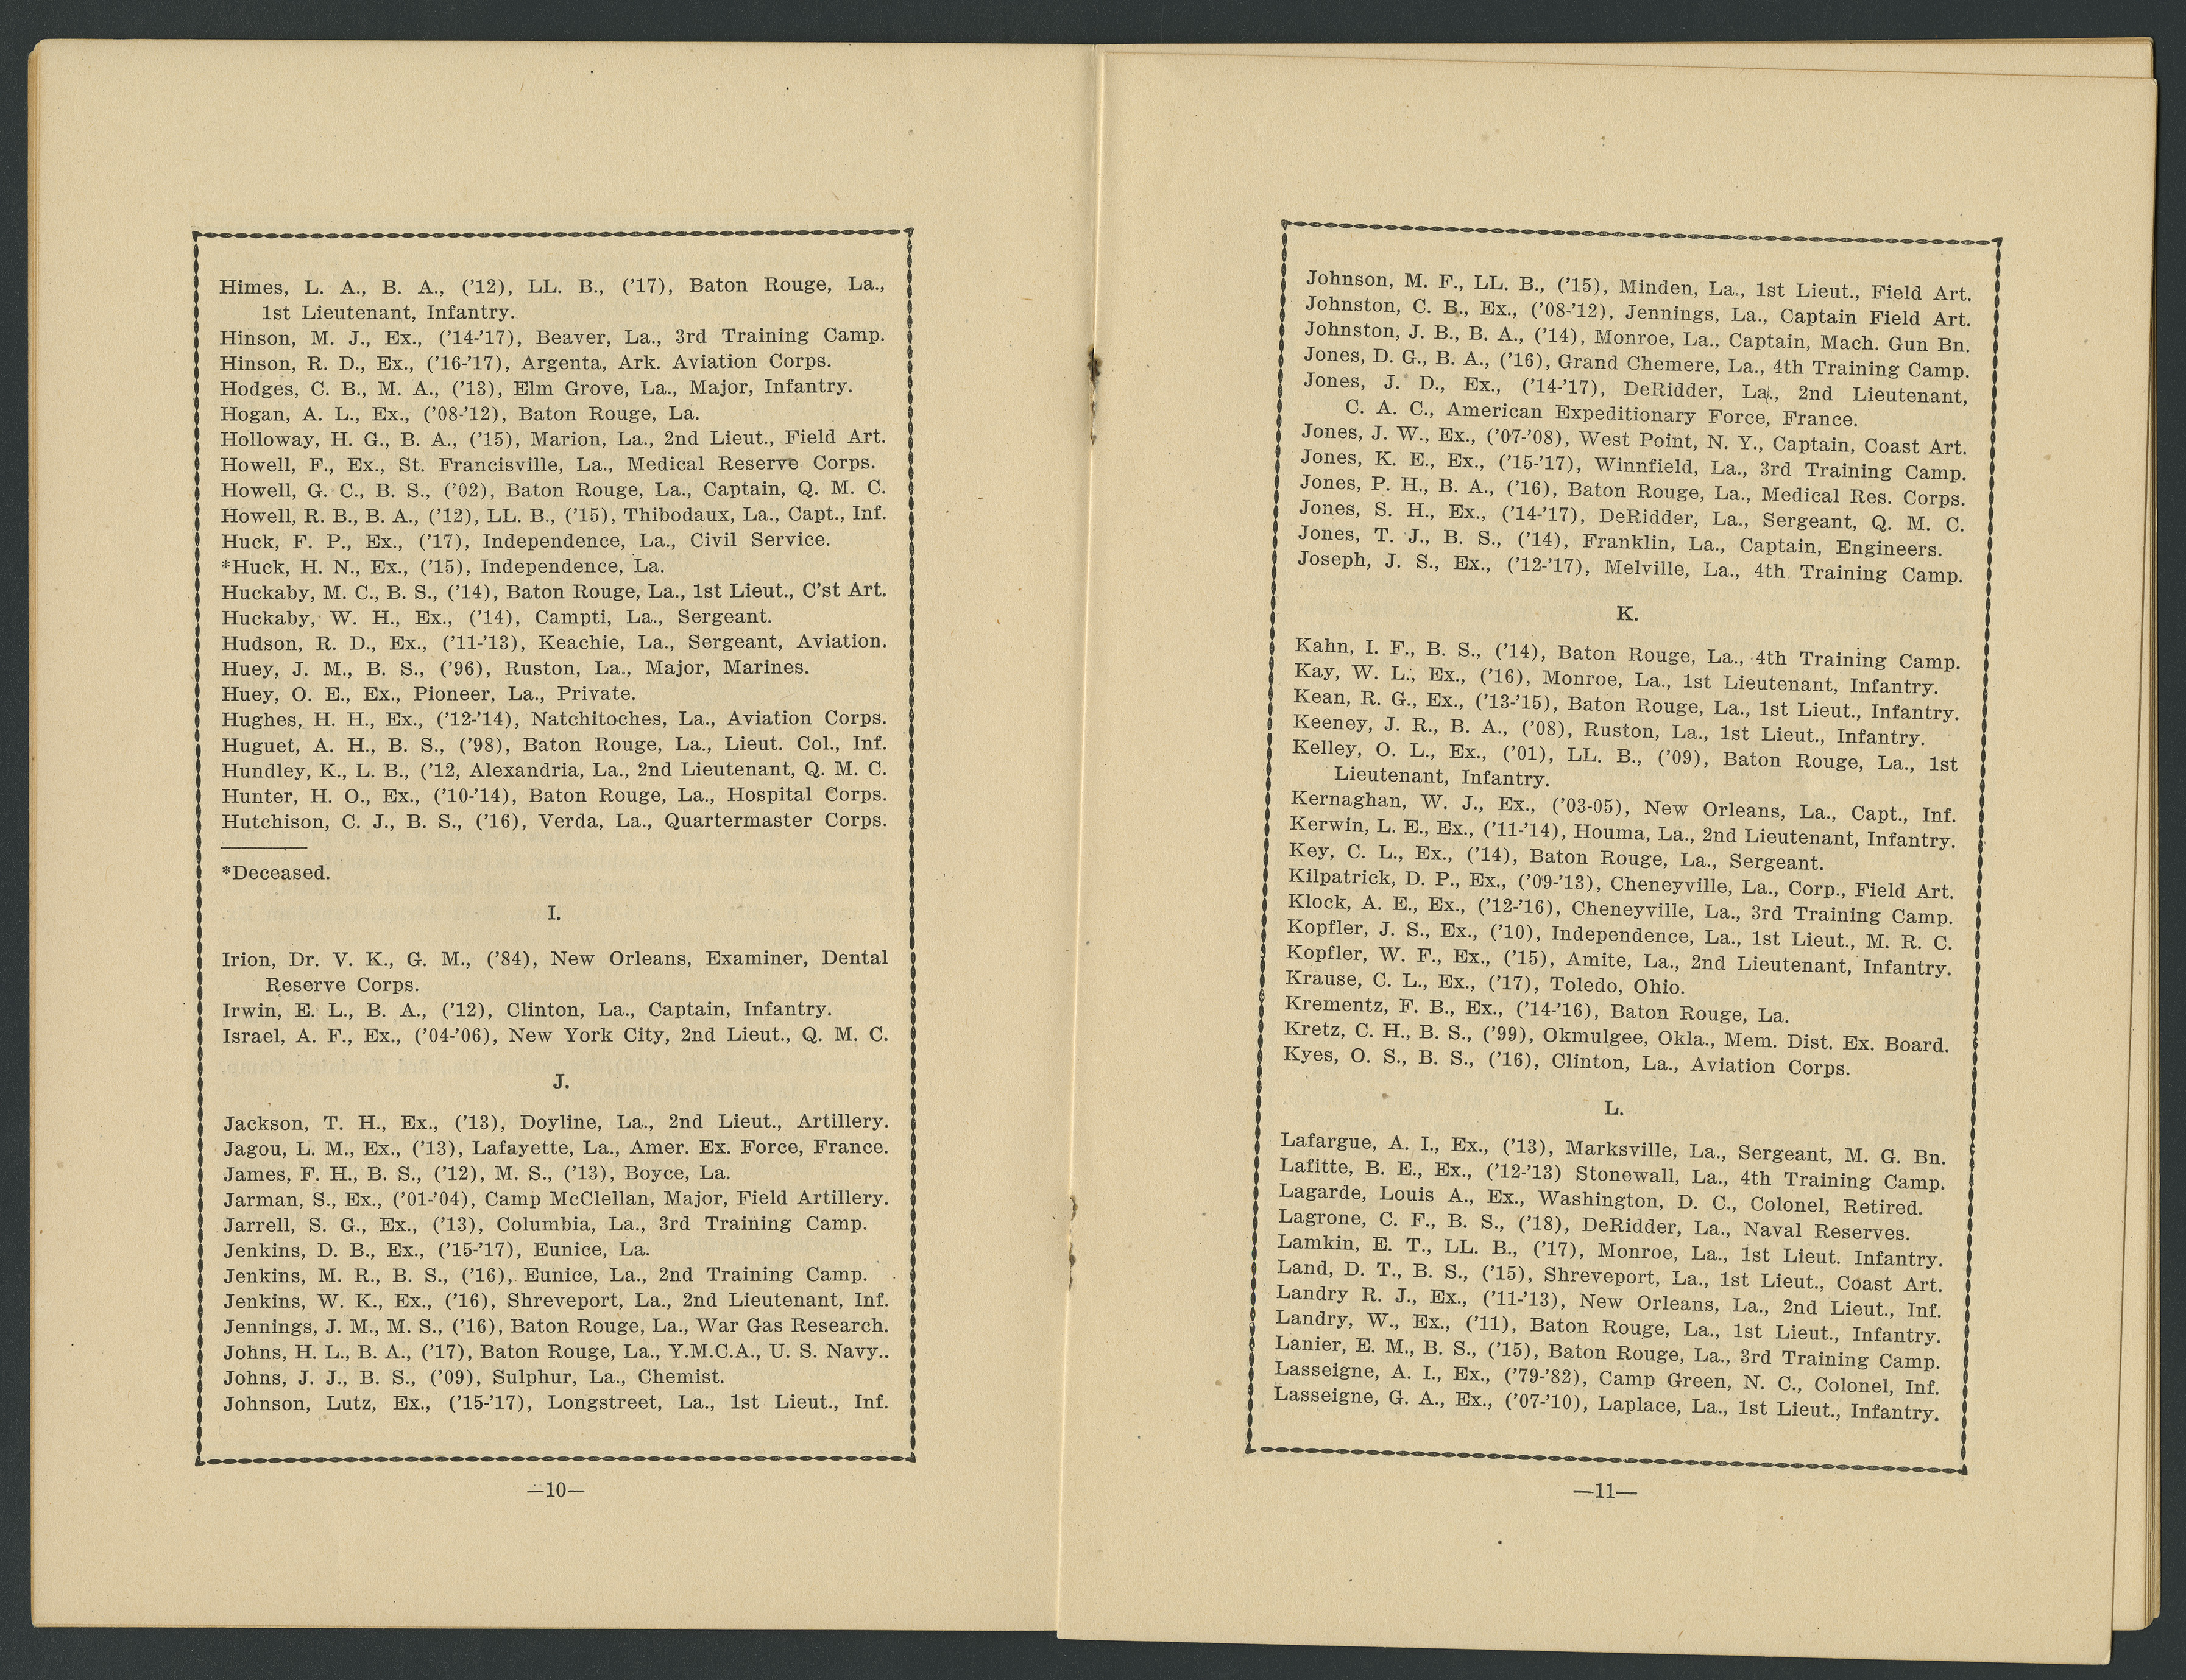 Himes, L. A., B. A., ('12), LL. B., ('17), Baton Rouge, La.,
1st Lieutenant, Infantry.
Hinson, M. J., Ex., ('14-'17), Beaver, La., 3rd Training Camp.
Hinson, R. D., Ex., ('16-'17), Argenta, Ark. Aviation Corps.
Hodges, C. B., M. A., ('13), Elm Grove, La., Major, Infantry.
Hogan, A. L., Ex., ('08-'12), Baton Rouge, La.
Holloway, H. G., B. A., ('15), Marion, La., 2nd Lieut., Field Art.
Howell, F., Ex., St. Francisville, La., Medical Reserve Corps.
Howell, G. C., B. S., ('02), Baton Rouge, La., Captain, Q. M. C.
Howell, R. B., B. A., ('12), LL. B., ('15), Thibodaux, La., Capt., Inf.
Huck, F. P., Ex., ('17), Independence, La., Civil Service.
*Huck, H. N., Ex., ('15), Independence, La.
Huckaby, M. C., B. S., ('14), Baton Rouge, La., 1st Lieut., C'st Art.
Huckaby, W. H., Ex., ('14), Campti, La., Sergeant.
Hudson, R. D., Ex., ('11-'13), Keachie, La., Sergeant, Aviation.
Huey, J. M., B. S., ('96), Ruston, La., Major, Marines.
Huey, O. E., Ex., Pioneer, La., Private.
Hughes, H. H., Ex., ('12-'14), Natchitoches, La., Aviation Corps.
Huguet, A. H., B. S., ('98), Baton Rouge, La., Lieut. Col., Inf.
Hundley, K., L. B., ('12, Alexandria, La., 2nd Lieutenant, Q. M. C.
Hunter, H. O., Ex., ('10-'14), Baton Rouge, La., Hospital Corps.
Hutchison, C. J., B. S., ('16), Verda, La., Quartermaster Corps.
*Deceased.
I.
Irion, Dr. V. K., G. M., ('84), New Orleans, Examiner, Dental
Reserve Corps.
Irwin, E. L., B. A., ('12), Clinton, La., Captain, Infantry.
Israel, A. F., Ex., ('04-'06), New York City, 2nd Lieut., Q. M. C.
J.
Jackson, T. H., Ex., ('13), Doyline, La., 2nd Lieut., Artillery.
Jagou, L. M., Ex., ('13), Lafayette, La., Amer. Ex. Force, France.
James, F. H., B. S., ('12), M. S., ('13), Boyce, La.
Jarman, S., Ex., ('01-'04), Camp McClellan, Major, Field Artillery.
Jarrell, S. G., Ex., ('13), Columbia, La., 3rd Training Camp.
Jenkins, D. B., Ex., ('15-'17), Eunice, La.
Jenkins, M. R., B. S., ('16), Eunice, La., 2nd Training Camp.
Jenkins, W. K., Ex., ('16), Shreveport, La., 2nd Lieutenant, Inf.
Jennings, J. M., M. S., ('16), Baton Rouge, La., War Gas Research.
Johns, H. L., B. A., ('17), Baton Rouge, La., Y.M.C.A., U. S. Navy..
Johns, J. J., B. S., ('09), Sulphur, La., Chemist.
Johnson, Lutz, Ex., ('15-'17), Longstreet, La., 1st Lieut., Inf.
—10—
Johnson, M. F., LL. B., ('15), Minden, La., 1st Lieut., Field Art.
Johnston, C. B., Ex., ('08-'12), Jennings, La., Captain Field Art.
Johnston, J. B., B. A., ('14), Monroe, La., Captain, Mach. Gun Bn.
Jones, D. G., B. A., ('16), Grand Chemere, La., 4th Training Camp.
Jones, J. D., Ex., ('14-'17), DeRidder, La., 2nd Lieutenant,
C. A. C., American Expeditionary Force, France.
Jones, J. W., Ex., ('07-'08), West Point, N. Y., Captain, Coast Art.
Jones, K. E., Ex., ('15-'17), Winnfield, La., 3rd Training Camp.
Jones, P. H., B. A., ('16), Baton Rouge, La., Medical Res. Corps.
Jones, S. H., Ex., ('14-'17), DeRidder, La., Sergeant, Q. M. C.
Jones, T. J., B. S., ('14), Franklin, La., Captain, Engineers.
Joseph, J. S., Ex., ('12-'17), Melville, La., 4th Training Camp.
K.
Kahn, I. F., B. S., ('14), Baton Rouge, La., 4th Training Camp.
Kay, W. L., Ex., ('16), Monroe, La., 1st Lieutenant, Infantry.
Kean, R. G., Ex., ('13-'15), Baton Rouge, La., 1st Lieut., Infantry.
Keeney, J. R., B. A., ('08), Ruston, La., 1st Lieut., Infantry.
Kelley, O. L., Ex., ('01), LL. B., ('09), Baton Rouge, La., 1st
Lieutenant, Infantry.
Kernaghan, W. J., Ex., ('03-05), New Orleans, La., Capt., Inf.
Kerwin, L. E., Ex., ('11-'14), Houma, La., 2nd Lieutenant, Infantry.
Key, C. L., Ex., ('14), Baton Rouge, La., Sergeant.
Kilpatrick, D. P., Ex., ('09-'13), Cheneyville, La., Corp., Field Art.
Klock, A. E., Ex., ('12-'16), Cheneyville, La., 3rd Training Camp.
Kopfler, J. S., Ex., ('10), Independence, La., 1st Lieut., M. R. C.
Kopfler, W. F., Ex., ('15), Amite, La., 2nd Lieutenant, Infantry.
Krause, C. L., Ex., ('17), Toledo, Ohio.
Krementz, F. B., Ex., ('14-'16), Baton Rouge, La.
Kretz, C. H., B. S., ('99), Okmulgee, Okla., Mem. Dist. Ex. Board.
Kyes, O. S., B. S., ('16), Clinton, La., Aviation Corps.
L.
Lafargue, A. I., Ex., ('13), Marksville, La., Sergeant, M. G. Bn.
Lafitte, B. E., Ex., ('12-'13) Stonewall, La., 4th Training Camp.
Lagarde, Louis A., Ex., Washington, D. C., Colonel, Retired.
Lagrone, C. F., B. S., ('18), DeRidder, La., Naval Reserves.
Lamkin, E. T., LL. B., ('17), Monroe, La., 1st Lieut. Infantry.
Land, D. T., B. S., ('15), Shreveport, La., 1st Lieut., Coast Art.
Landry R. J., Ex., ('11-'13), New Orleans, La., 2nd Lieut., Inf.
Landry, W., Ex., ('11), Baton Rouge, La., 1st Lieut., Infantry.
Lanier, E. M., B. S., ('15), Baton Rouge, La., 3rd Training Camp.
Lasseigne, A. I., Ex., ('79-'82), Camp Green, N. C., Colonel, Inf.
Lasseigne, G. A., Ex., ('07-'10), Laplace, La., 1st Lieut., Infantry.
—11—